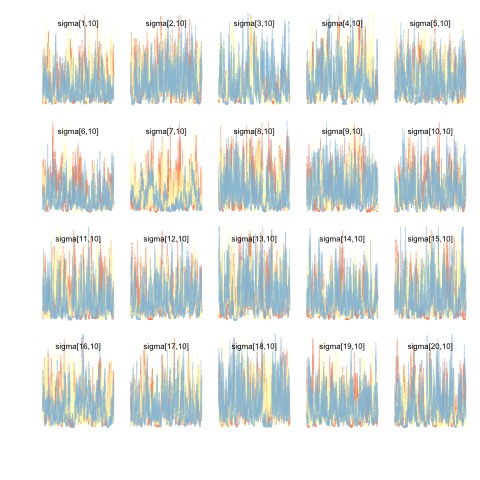 sigma[1,10] sigma[2,10] sigma[3,10] sigma[4,10] sigma[5,10]
sigma[6,10] sigma[7,10] sigma[8,10] sigma[9,10] sigma[10,10]
sigma[11,10] sigma[12,10] sigma[13,10] sigma[14,10] sigma[15,10]
sigma[16,10] sigma[17,10] sigma[18,10] sigma[19,10] sigma[20,10]